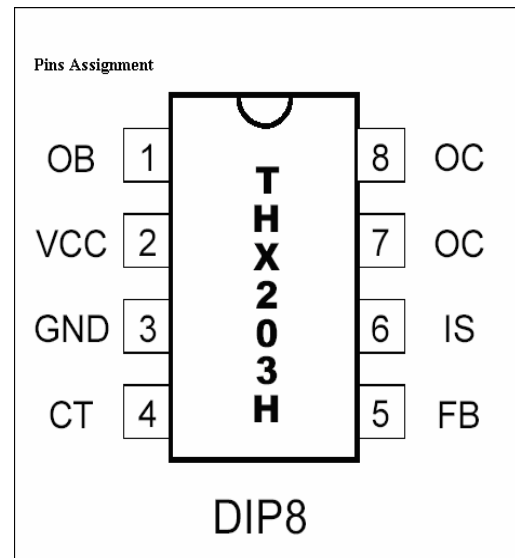 Pins Assignment
OB 1 8 OC
VCC 2 7 OC
GND 3 6 IS
CT 4 5 FB
THX203H
DIP8